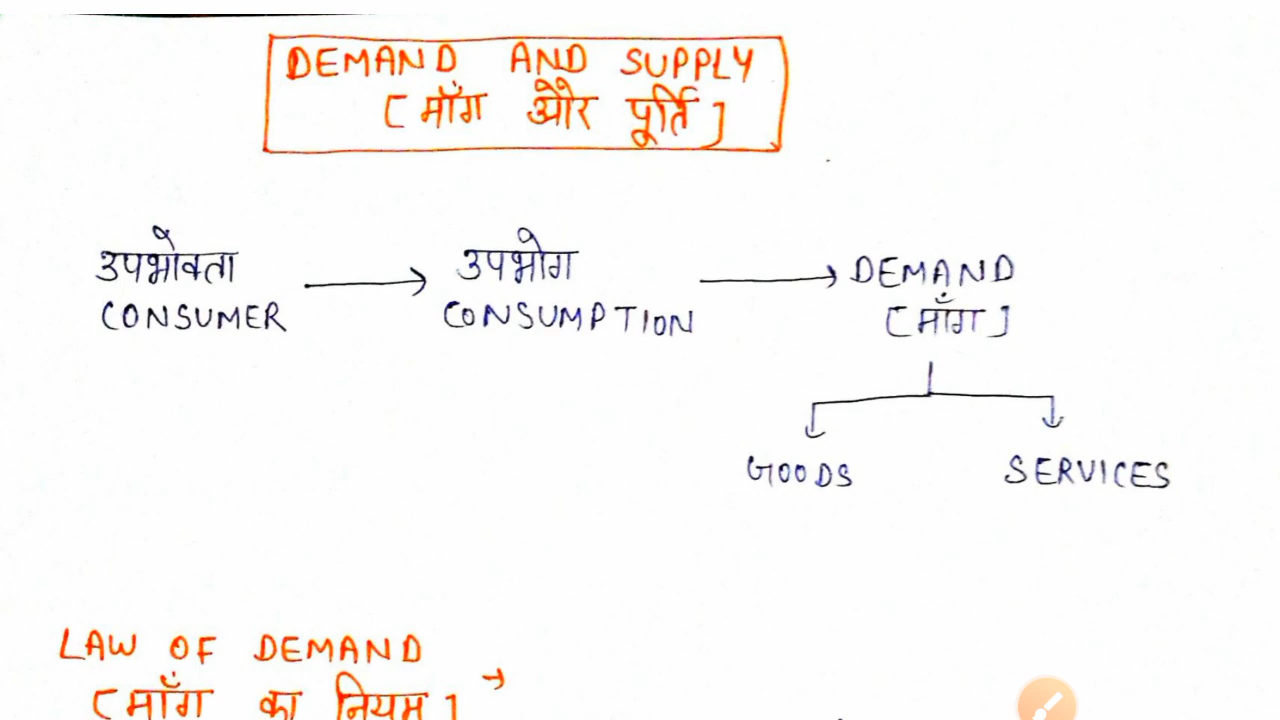 DEMAND AND SUPPLY
[माँग और पूर्ति]
उपभोक्ता
CONSUMER
उपभोग
CONSUMPTION
DEMAND
[माँग]
GOODS
SERVICES
LAW OF DEMAND
[माँग का नियम]